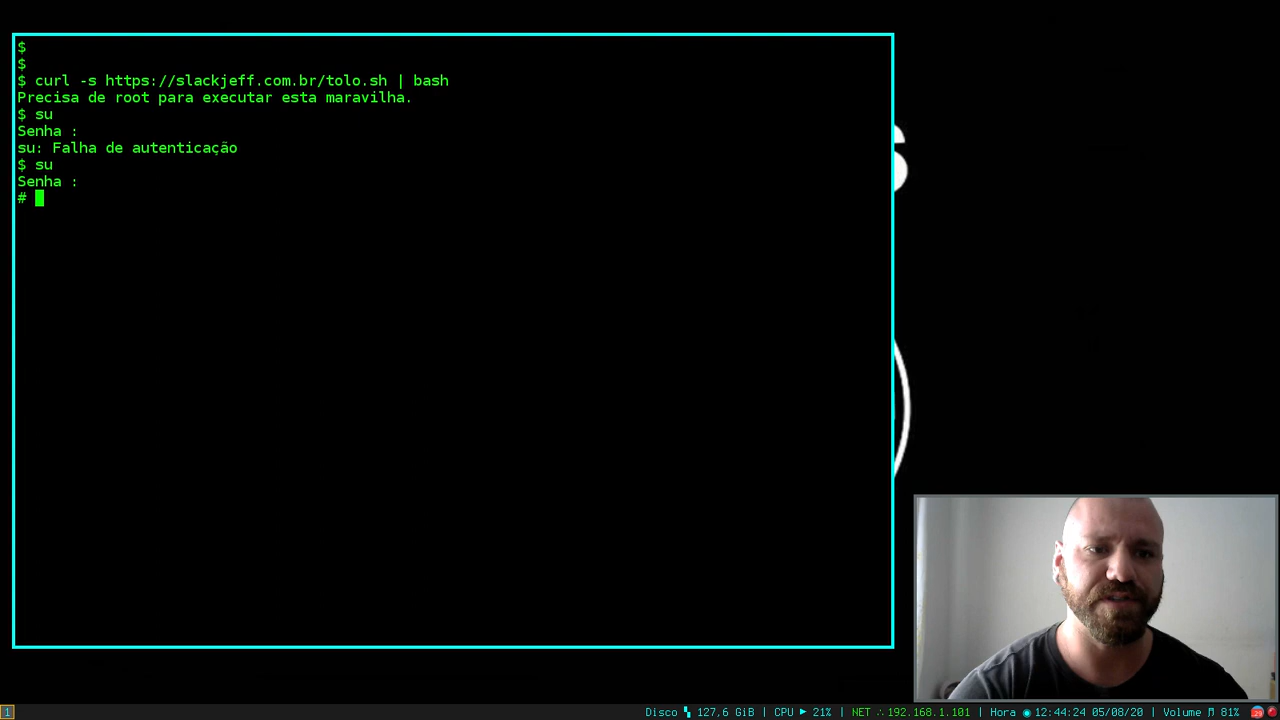 $
$
$ curl -s https://slackjeff.com.br/tolo.sh | bash
Precisa de root para executar esta maravilha.
$ su
Senha :
su: Falha de autenticação
$ su
Senha :
#
1 Disco 127,6 GiB | CPU ► 21% | NET ∴ 192.168.1.101 | Hora ◉ 12:44:24 05/08/20 | Volume 81%